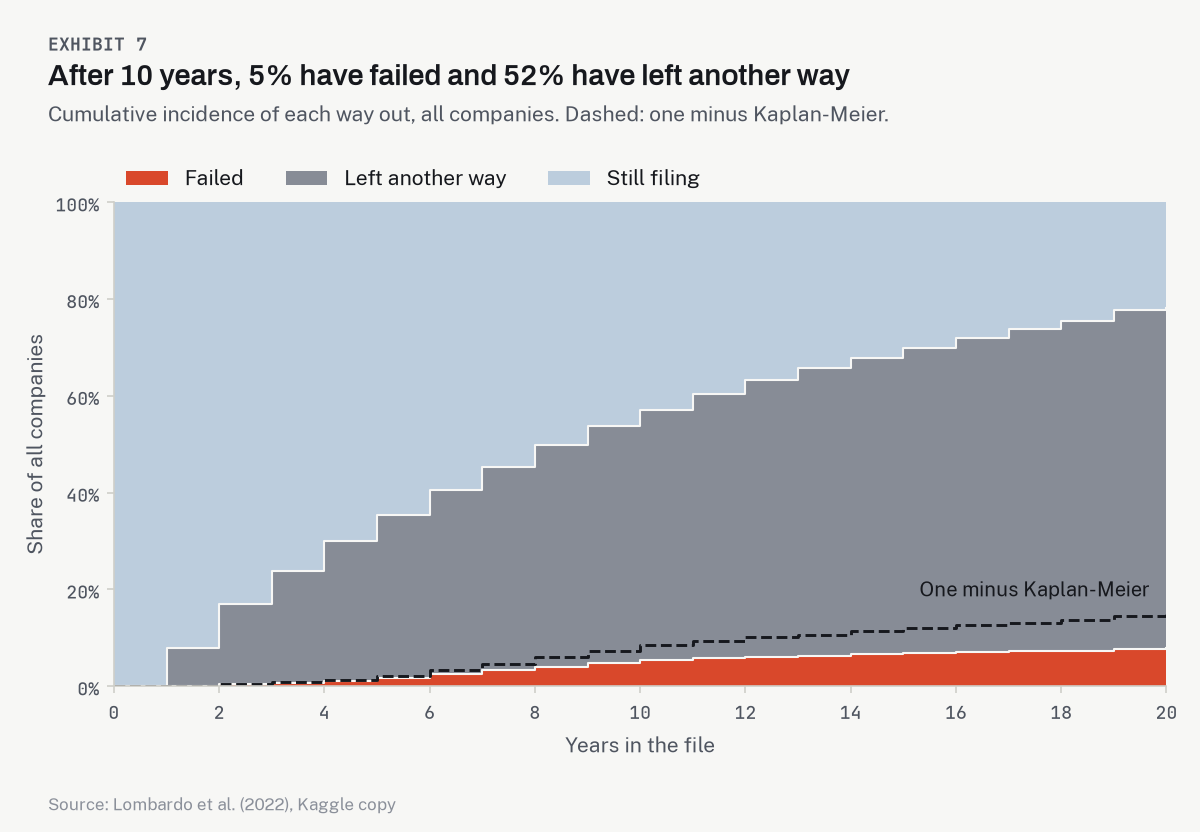 EXHIBIT 7
After 10 years, 5% have failed and 52% have left another way
Cumulative incidence of each way out, all companies. Dashed: one minus Kaplan-Meier.
Failed
Left another way
Still filing
100%
80%
60%
40%
20%
0%
Share of all companies
One minus Kaplan-Meier
0
2
4
6
8
10
12
14
16
18
20
Years in the file
Source: Lombardo et al. (2022), Kaggle copy